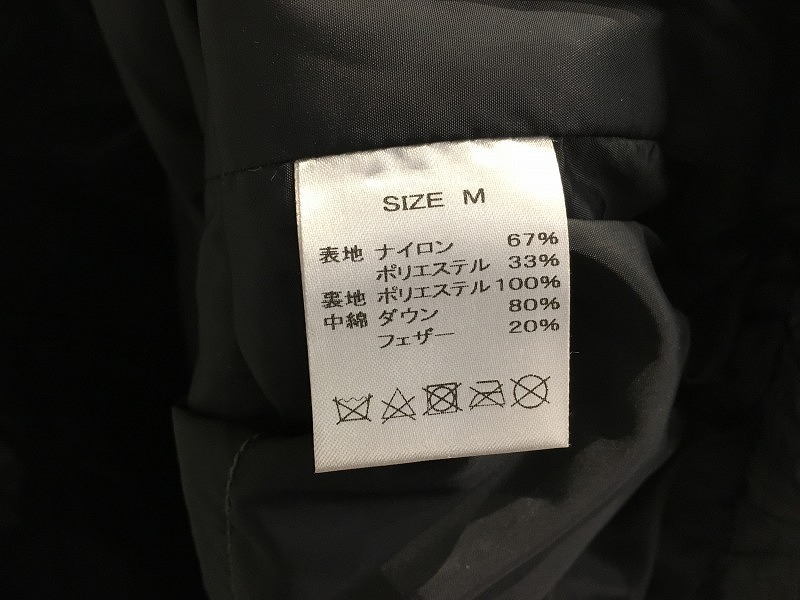 SIZE M
表地 ナイロン 67%
ポリエステル 33%
裏地 ポリエステル 100%
中綿 ダウン 80%
フェザー 20%